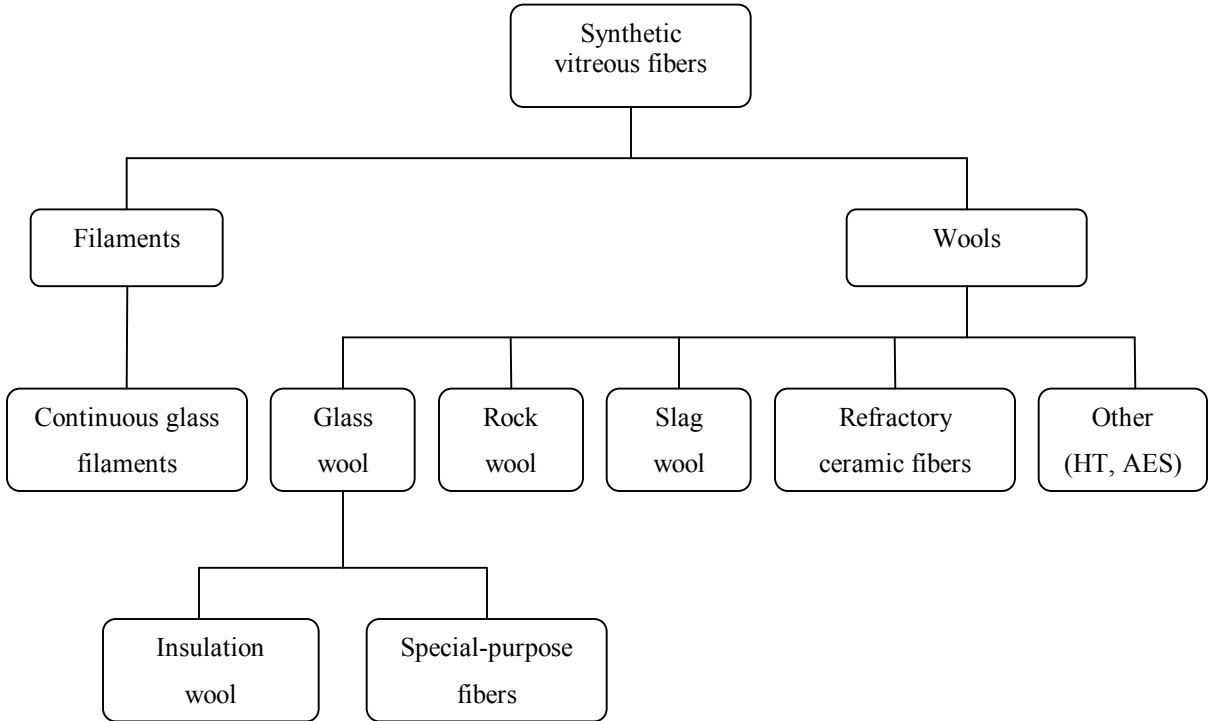 Synthetic
vitreous fibers
Filaments
Wools
Continuous glass
filaments
Glass
wool
Rock
wool
Slag
wool
Refractory
ceramic fibers
Other
(HT, AES)
Insulation
wool
Special-purpose
fibers